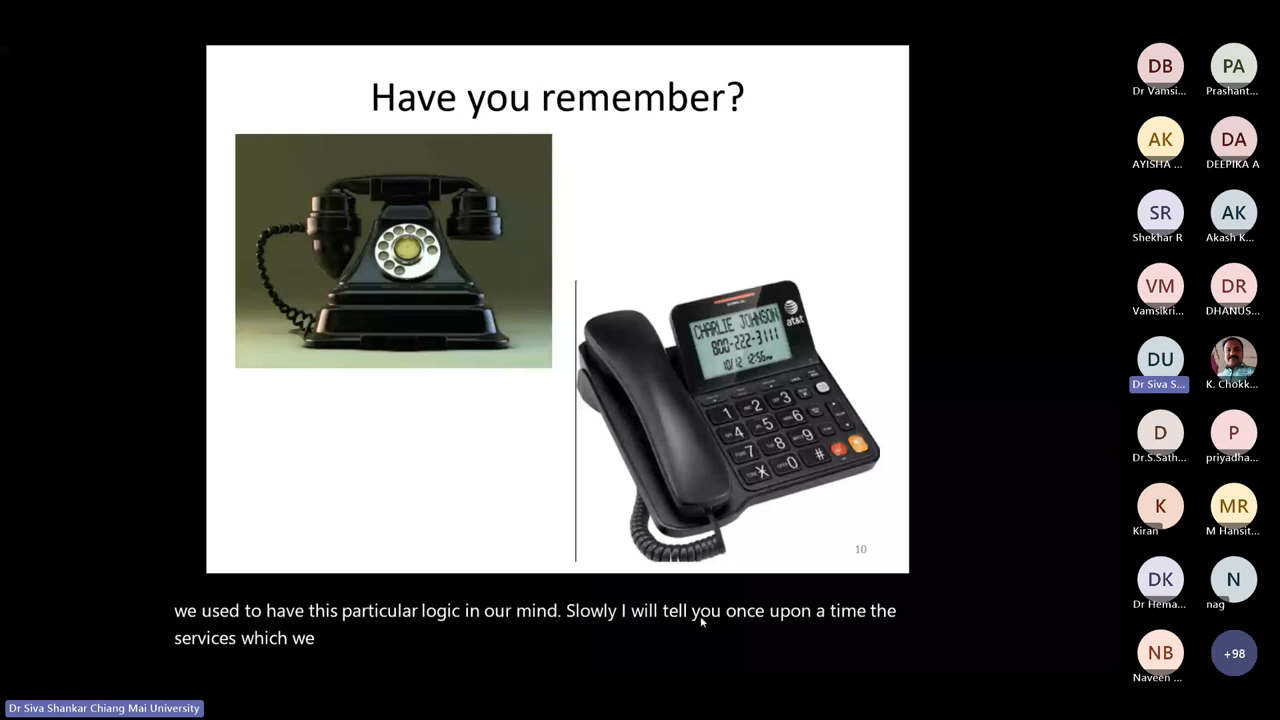 Have you remember?
CHARLIE JOHNSON
800-222-3111
10/12 12:56PM
at&t
1 2 3
4 5 6
7 8 9
0 #
10
we used to have this particular logic in our mind. Slowly I will tell you once upon a time the
services which we
Dr Siva Shankar Chiang Mai University
DB PA
Dr Vamsi... Prashant...
AK DA
AYISHA ... DEEPIKA A
SR AK
Shekhar R Akash K...
VM DR
Vamsikri... DHANUS...
DU
Dr Siva S... K. Chokk...
D P
Dr.S.Sath... priyadha...
K MR
Kiran M Hansit...
DK N
Dr Hema... nag
NB +98
Naveen ...